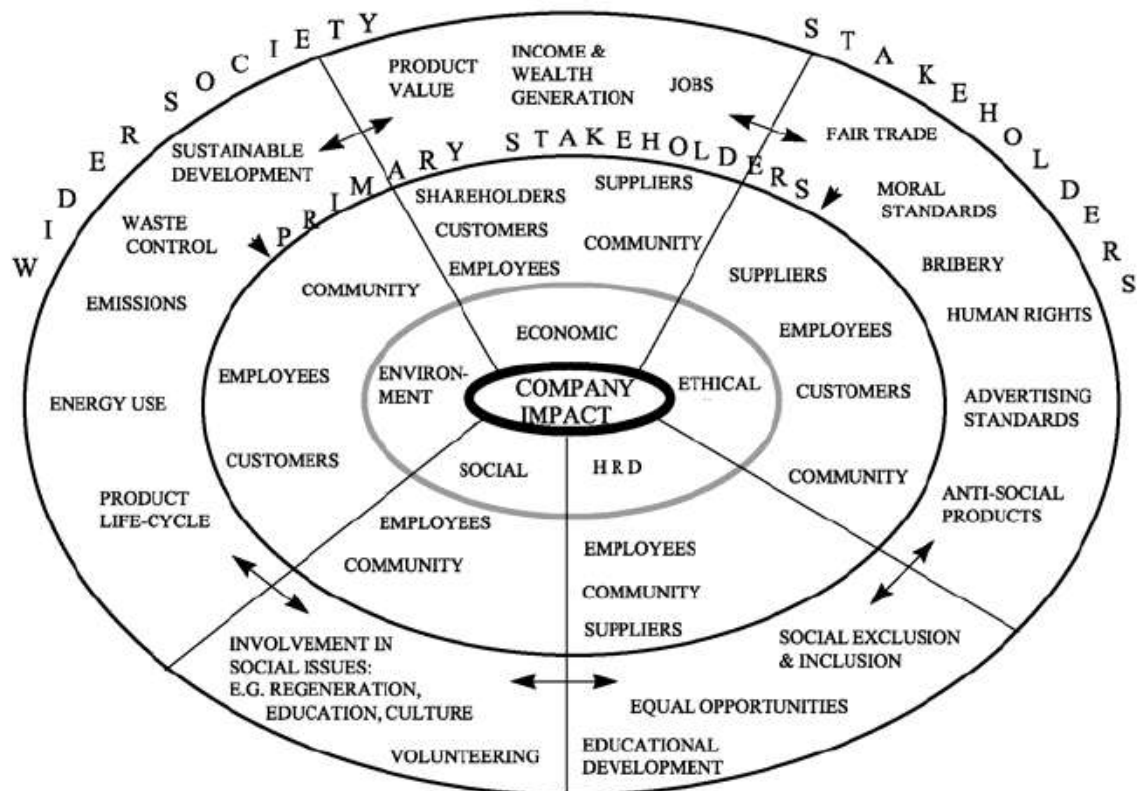 WIDER SOCIETY
STAKEHOLDERS
PRODUCT
VALUE
INCOME &
WEALTH
GENERATION
JOBS
PRIMARY STAKEHOLDERS
SUSTAINABLE
DEVELOPMENT
WASTE
CONTROL
EMISSIONS
ENERGY USE
PRODUCT
LIFE-CYCLE
FAIR TRADE
MORAL
STANDARDS
BRIBERY
HUMAN RIGHTS
ADVERTISING
STANDARDS
ANTI-SOCIAL
PRODUCTS
SHAREHOLDERS
SUPPLIERS
CUSTOMERS
COMMUNITY
EMPLOYEES
COMMUNITY
EMPLOYEES
CUSTOMERS
SUPPLIERS
EMPLOYEES
CUSTOMERS
COMMUNITY
ECONOMIC
ENVIRON-
MENT
COMPANY
IMPACT
ETHICAL
SOCIAL
HRD
EMPLOYEES
COMMUNITY
EMPLOYEES
COMMUNITY
SUPPLIERS
INVOLVEMENT IN
SOCIAL ISSUES:
E.G. REGENERATION,
EDUCATION, CULTURE
VOLUNTEERING
SOCIAL EXCLUSION
& INCLUSION
EQUAL OPPORTUNITIES
EDUCATIONAL
DEVELOPMENT